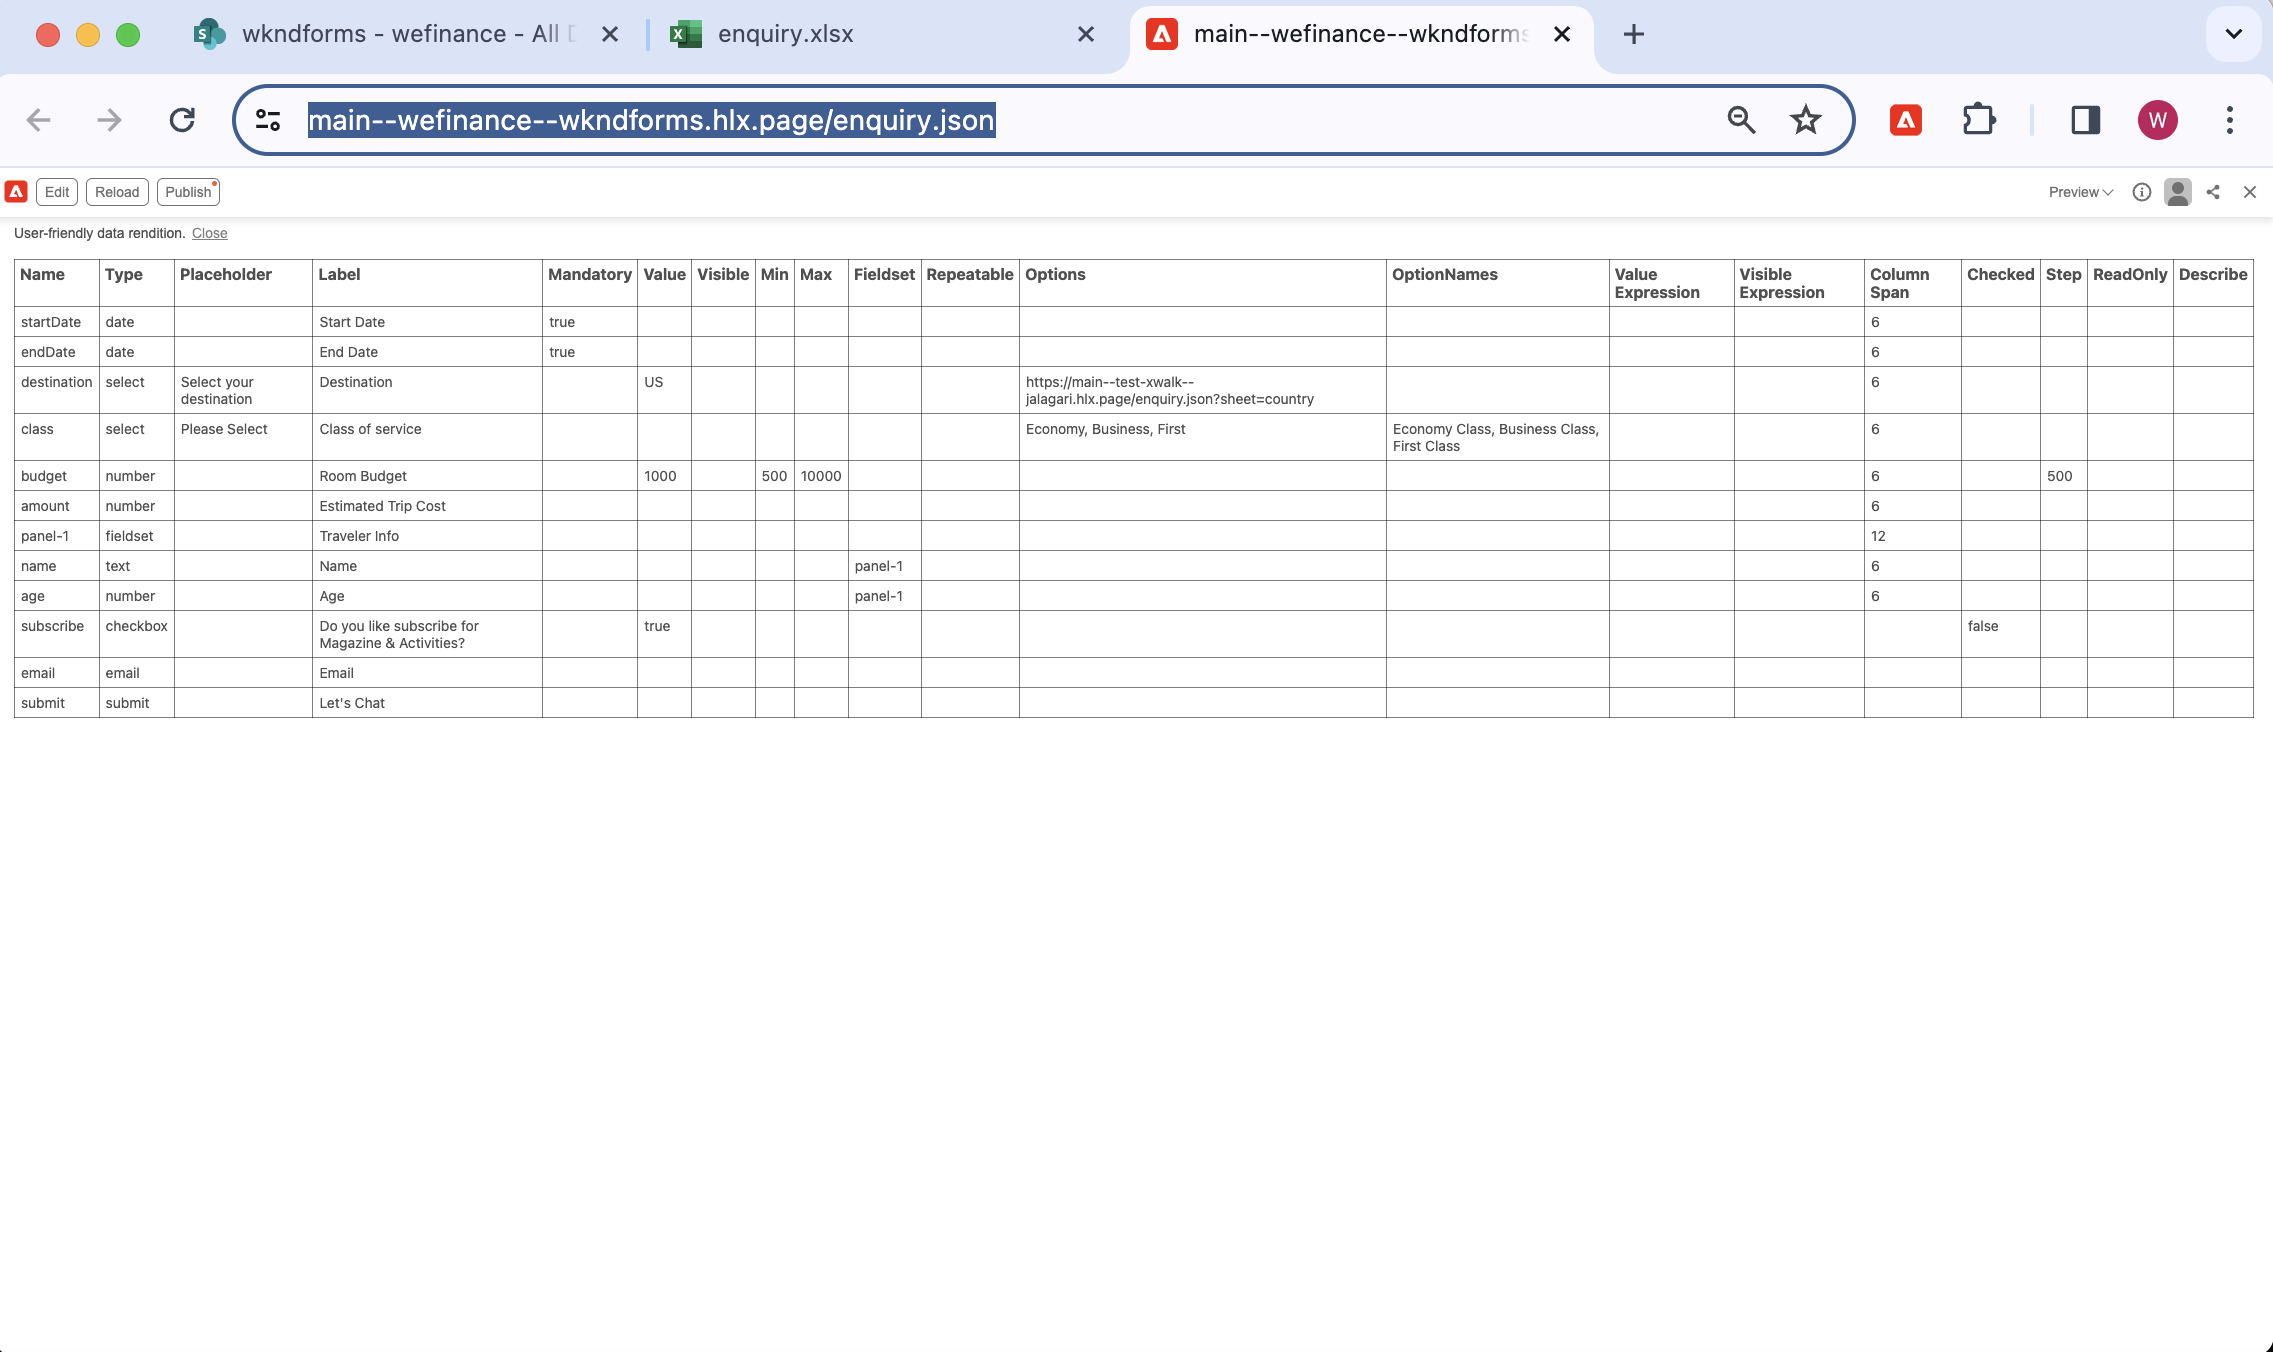 wkndforms - wefinance - All
enquiry.xlsx
main--wefinance--wkndforms
main--wefinance--wkndforms.hlx.page/enquiry.json
W
Edit Reload Publish Preview
User-friendly data rendition. Close
Name Type Placeholder Label Mandatory Value Visible Min Max Fieldset Repeatable Options OptionNames Value Expression Visible Expression Column Span Checked Step ReadOnly Describe
startDate date Start Date true 6
endDate date End Date true 6
destination select Select your destination Destination US https://main--test-xwalk--jalagari.hlx.page/enquiry.json?sheet=country 6
class select Please Select Class of service Economy, Business, First Economy Class, Business Class, First Class 6
budget number Room Budget 1000 500 10000 6 500
amount number Estimated Trip Cost 6
panel-1 fieldset Traveler Info 12
name text Name panel-1 6
age number Age panel-1 6
subscribe checkbox Do you like subscribe for Magazine & Activities? true false
email email Email
submit submit Let's Chat